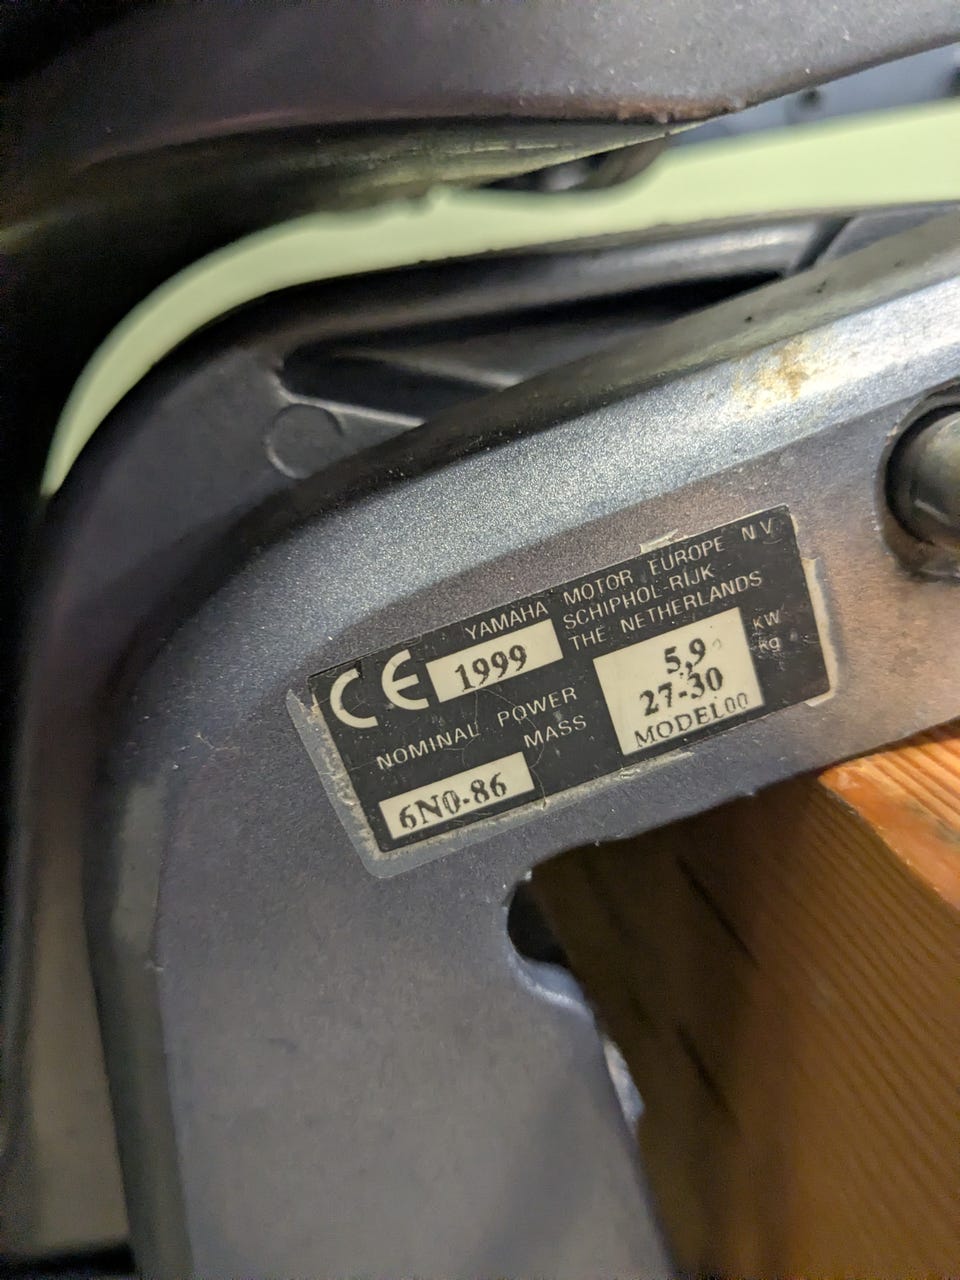 CE 1999
YAMAHA MOTOR EUROPE N.V.
SCHIPHOL-RIJK
THE NETHERLANDS
NOMINAL POWER 5,9 KW
MASS 27-30 kg
MODEL00
6N0-86